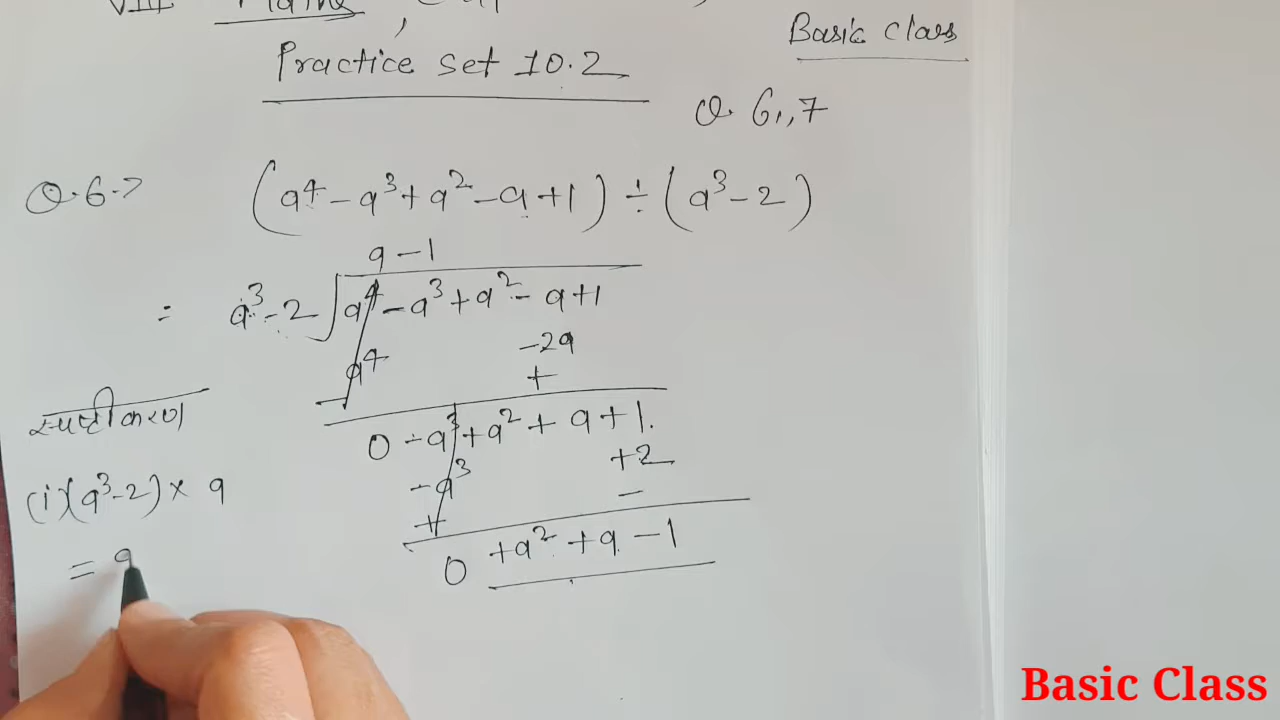 VIII Maths,
Basic class
Practice set 10.2
Q. 6,, 7
Q.6.> (a⁴ - a³ + a² - a + 1) ÷ (a³ - 2)
a - 1
= a³ - 2 √ a⁴ - a³ + a² - a + 1
a⁴ - 2a
- +
0 - a³ + a² + a + 1.
- a³ + 2
+ -
0 + a² + a - 1
स्पष्टीकरण
(i) (a³ - 2) × a
= a
Basic Class